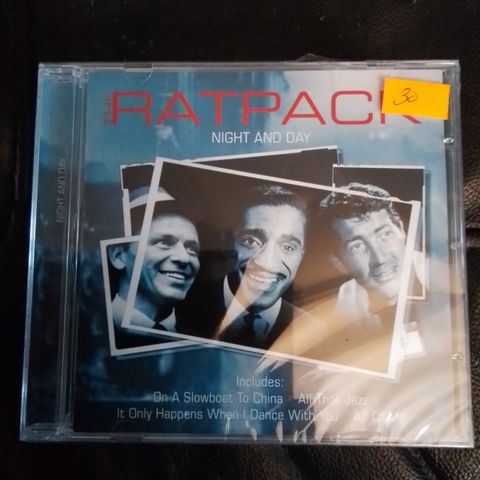 THE
RATPACK
30
NIGHT AND DAY
NIGHT AND DAY
Includes:
On A Slowboat To China * All That Jazz
It Only Happens When I Dance With You All Of Me